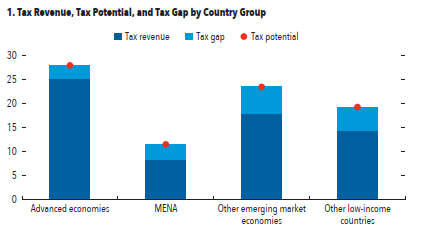 1. Tax Revenue, Tax Potential, and Tax Gap by Country Group
Tax revenue Tax gap Tax potential
30
25
20
15
10
5
0
Advanced economies MENA Other emerging market Other low-income
economies countries